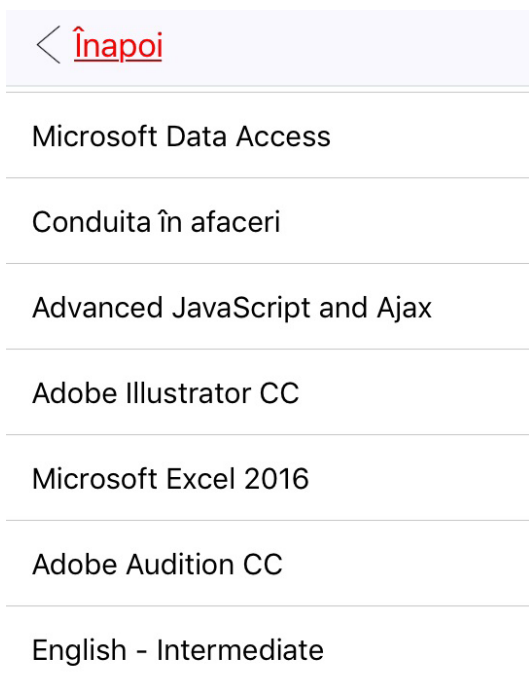 Înapoi
Microsoft Data Access
Conduita în afaceri
Advanced JavaScript and Ajax
Adobe Illustrator CC
Microsoft Excel 2016
Adobe Audition CC
English - Intermediate